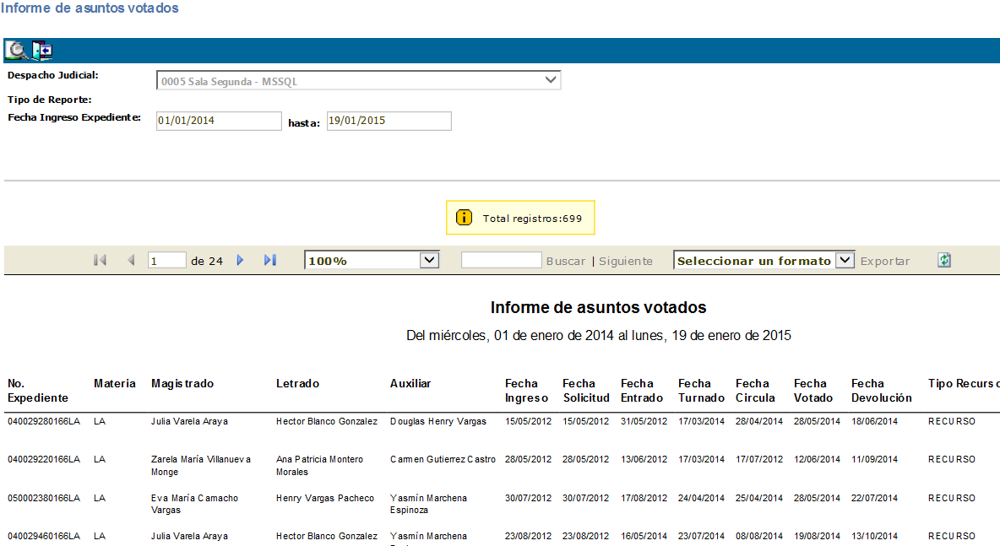 Informe de asuntos votados
Despacho Judicial:
0005 Sala Segunda - MSSQL
Tipo de Reporte:
Fecha Ingreso Expediente: 01/01/2014 hasta: 19/01/2015
Total registros:699
1 de 24 100% Buscar | Siguiente Seleccionar un formato Exportar
Informe de asuntos votados
Del miércoles, 01 de enero de 2014 al lunes, 19 de enero de 2015
No. Materia Magistrado Letrado Auxiliar Fecha Fecha Fecha Fecha Fecha Fecha Fecha Tipo Recurso
Expediente Ingreso Solicitud Entrado Turnado Circula Votado Devolución
040029280166LA LA Julia Varela Araya Hector Blanco Gonzalez Douglas Henry Vargas 15/05/2012 15/05/2012 31/05/2012 17/03/2014 28/04/2014 28/05/2014 18/06/2014 RECURSO
040029220166LA LA Zarela María Villanueva Ana Patricia Montero Carmen Gutierrez Castro 28/05/2012 28/05/2012 13/06/2012 17/03/2014 17/07/2012 12/06/2014 11/09/2014 RECURSO
Monge Morales
050002380166LA LA Eva María Camacho Henry Vargas Pacheco Yasmín Marchena 30/07/2012 30/07/2012 17/08/2012 24/04/2014 25/04/2014 28/05/2014 22/07/2014 RECURSO
Vargas Espinoza
040029460166LA LA Julia Varela Araya Hector Blanco Gonzalez Yasmín Marchena 23/08/2012 23/08/2012 16/05/2014 23/07/2014 08/08/2014 19/08/2014 13/10/2014 RECURSO